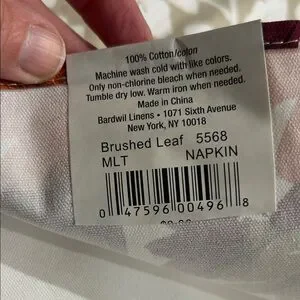 100% Cotton/coton
Machine wash cold with like colors.
Only non-chlorine bleach when needed.
Tumble dry low. Warm iron when needed.
Made in China
Bardwil Linens • 1071 Sixth Avenue
New York, NY 10018
Brushed Leaf 5568
MLT NAPKIN
0 47596 00496 8